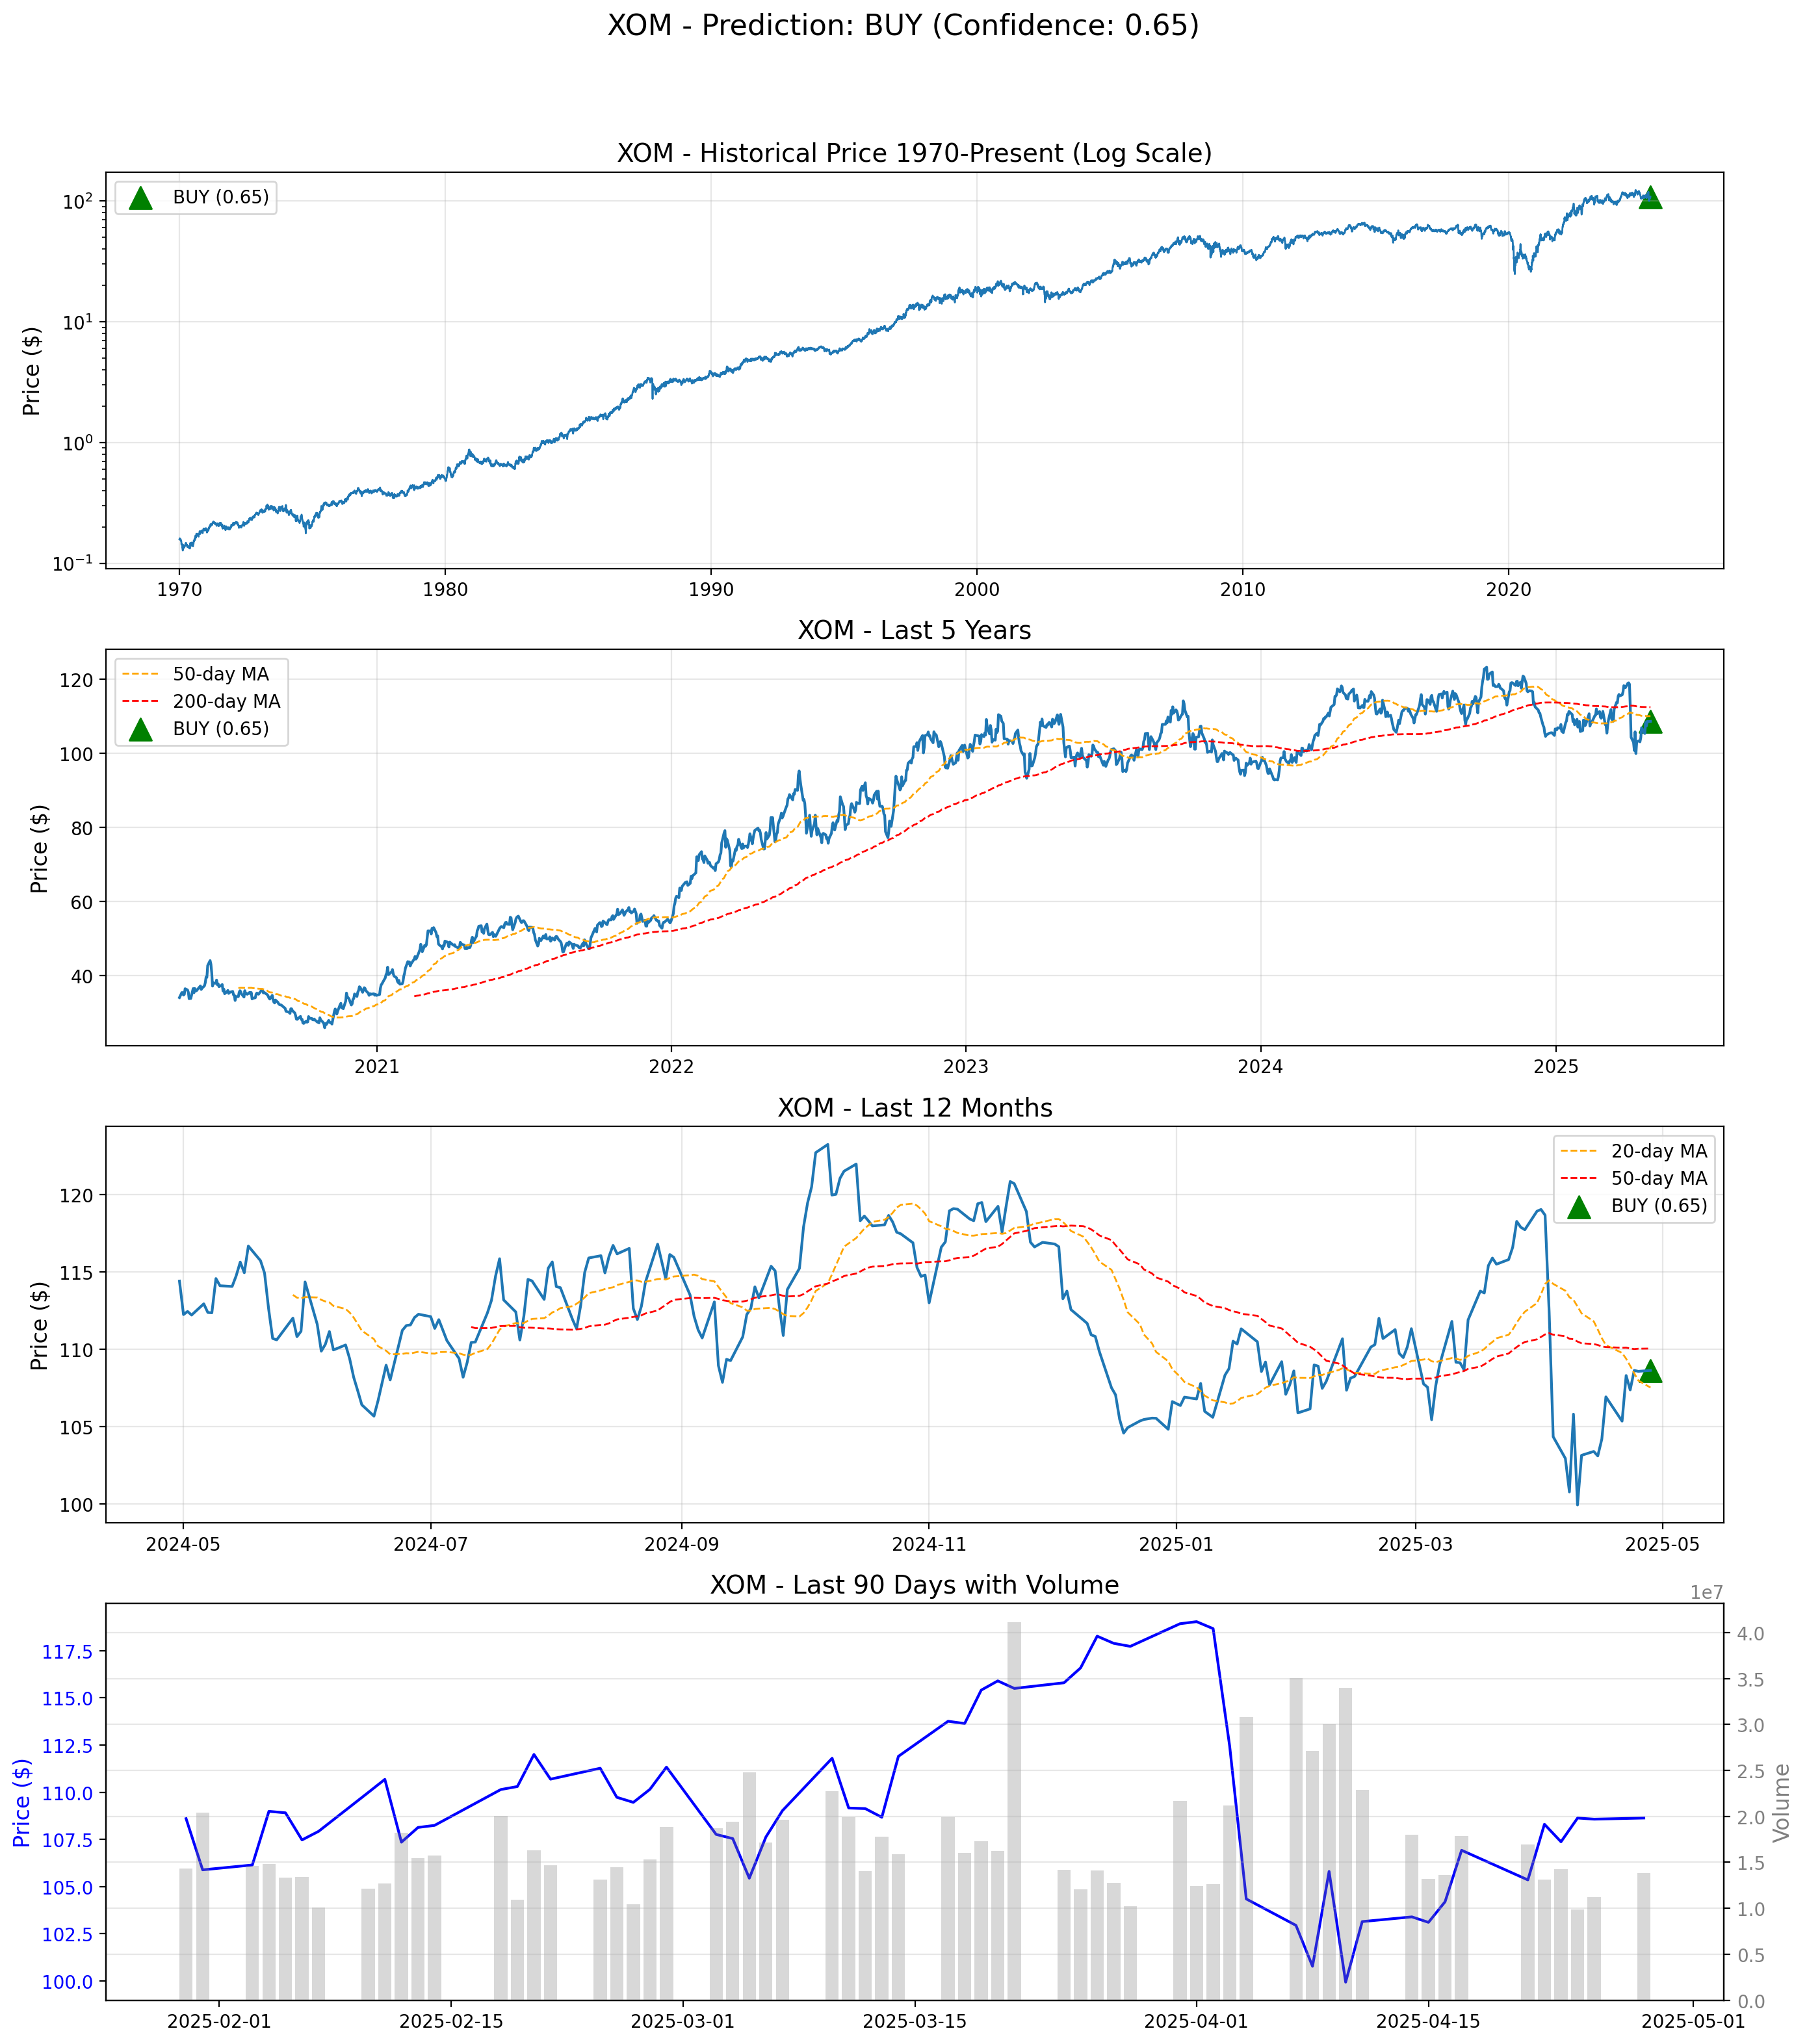 XOM - Prediction: BUY (Confidence: 0.65)
XOM - Historical Price 1970-Present (Log Scale)
BUY (0.65)
Price ($)
10²
10¹
10⁰
10⁻¹
1970 1980 1990 2000 2010 2020
XOM - Last 5 Years
50-day MA
200-day MA
BUY (0.65)
Price ($)
120
100
80
60
40
2021 2022 2023 2024 2025
XOM - Last 12 Months
20-day MA
50-day MA
BUY (0.65)
Price ($)
120
115
110
105
100
2024-05 2024-07 2024-09 2024-11 2025-01 2025-03 2025-05
XOM - Last 90 Days with Volume
1e7
Price ($)
117.5
115.0
112.5
110.0
107.5
105.0
102.5
100.0
4.0
3.5
3.0
2.5
2.0
1.5
1.0
0.5
0.0
Volume
2025-02-01 2025-02-15 2025-03-01 2025-03-15 2025-04-01 2025-04-15 2025-05-01